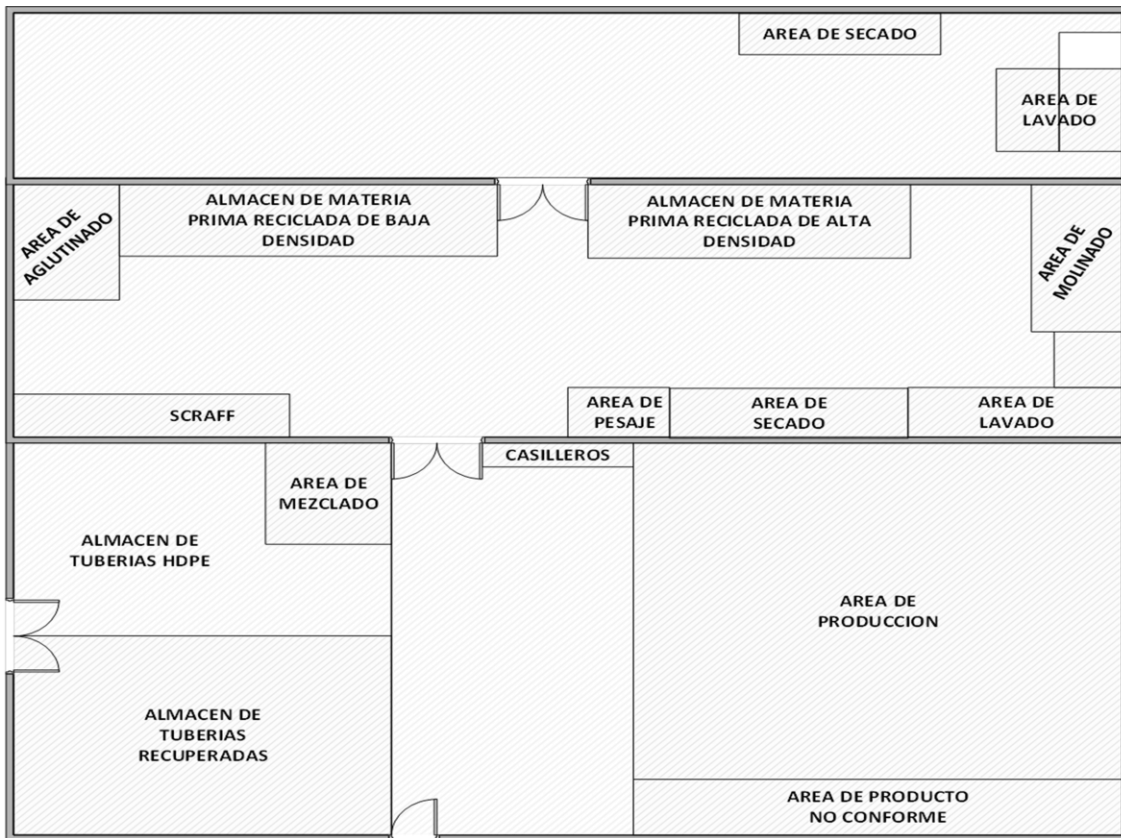 AREA DE SECADO
AREA DE
LAVADO
AREA DE
AGLUTINADO
ALMACEN DE MATERIA
PRIMA RECICLADA DE BAJA
DENSIDAD
ALMACEN DE MATERIA
PRIMA RECICLADA DE ALTA
DENSIDAD
AREA DE
MOLINADO
SCRAFF
AREA DE
PESAJE
AREA DE
SECADO
AREA DE
LAVADO
CASILLEROS
AREA DE
MEZCLADO
ALMACEN DE
TUBERIAS HDPE
AREA DE
PRODUCCION
ALMACEN DE
TUBERIAS
RECUPERADAS
AREA DE PRODUCTO
NO CONFORME